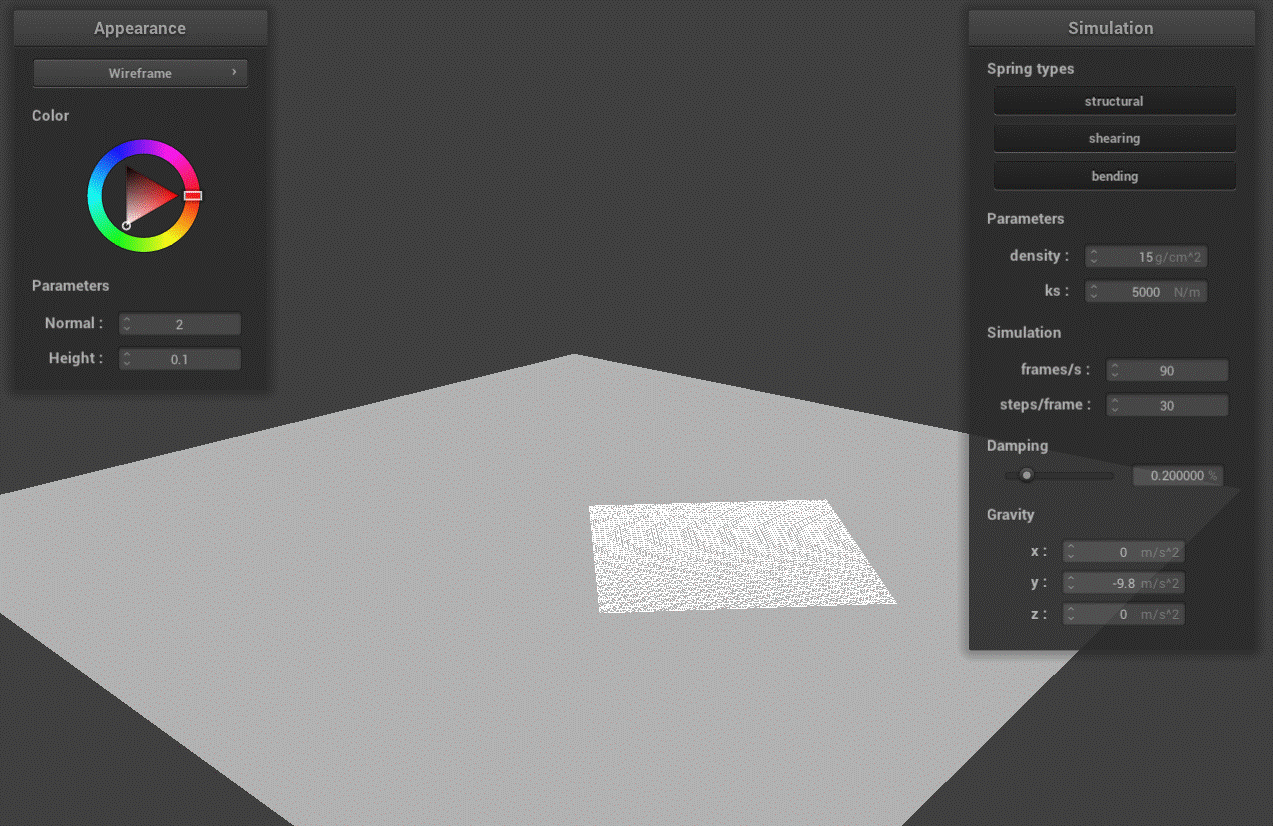 Appearance
Wireframe
Color
Parameters
Normal : 2
Height : 0.1
Simulation
Spring types
structural
shearing
bending
Parameters
density : 15 g/cm^2
ks : 5000 N/m
Simulation
frames/s : 90
steps/frame : 30
Damping
0.200000 %
Gravity
x : 0 m/s^2
y : -9.8 m/s^2
z : 0 m/s^2